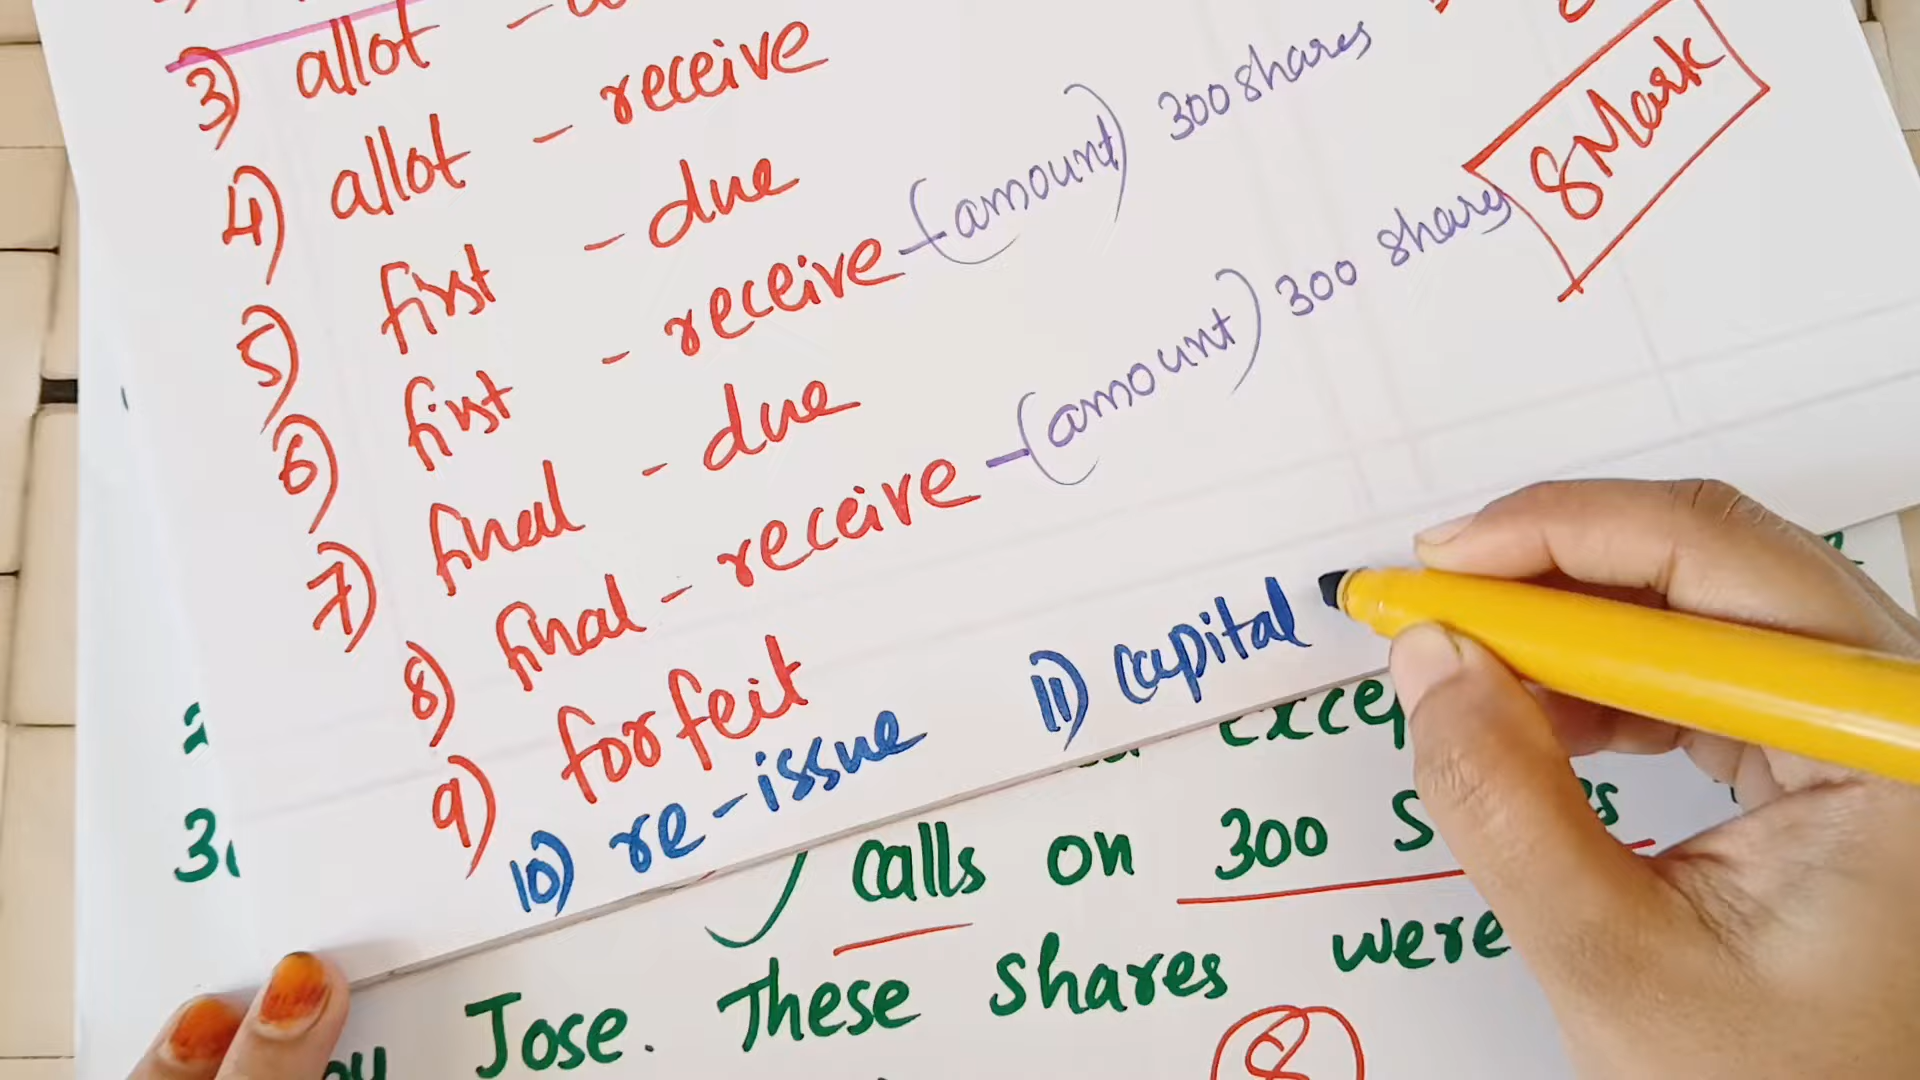 3) allot -
4) allot - receive
5) first - due
6) first - receive - (amount) 300 shares
7) final - due
8) final - receive - (amount) 300 shares
9) forfeit
10) re-issue 11) capital
8 Mark
calls on 300 S
Jose. These shares were
8